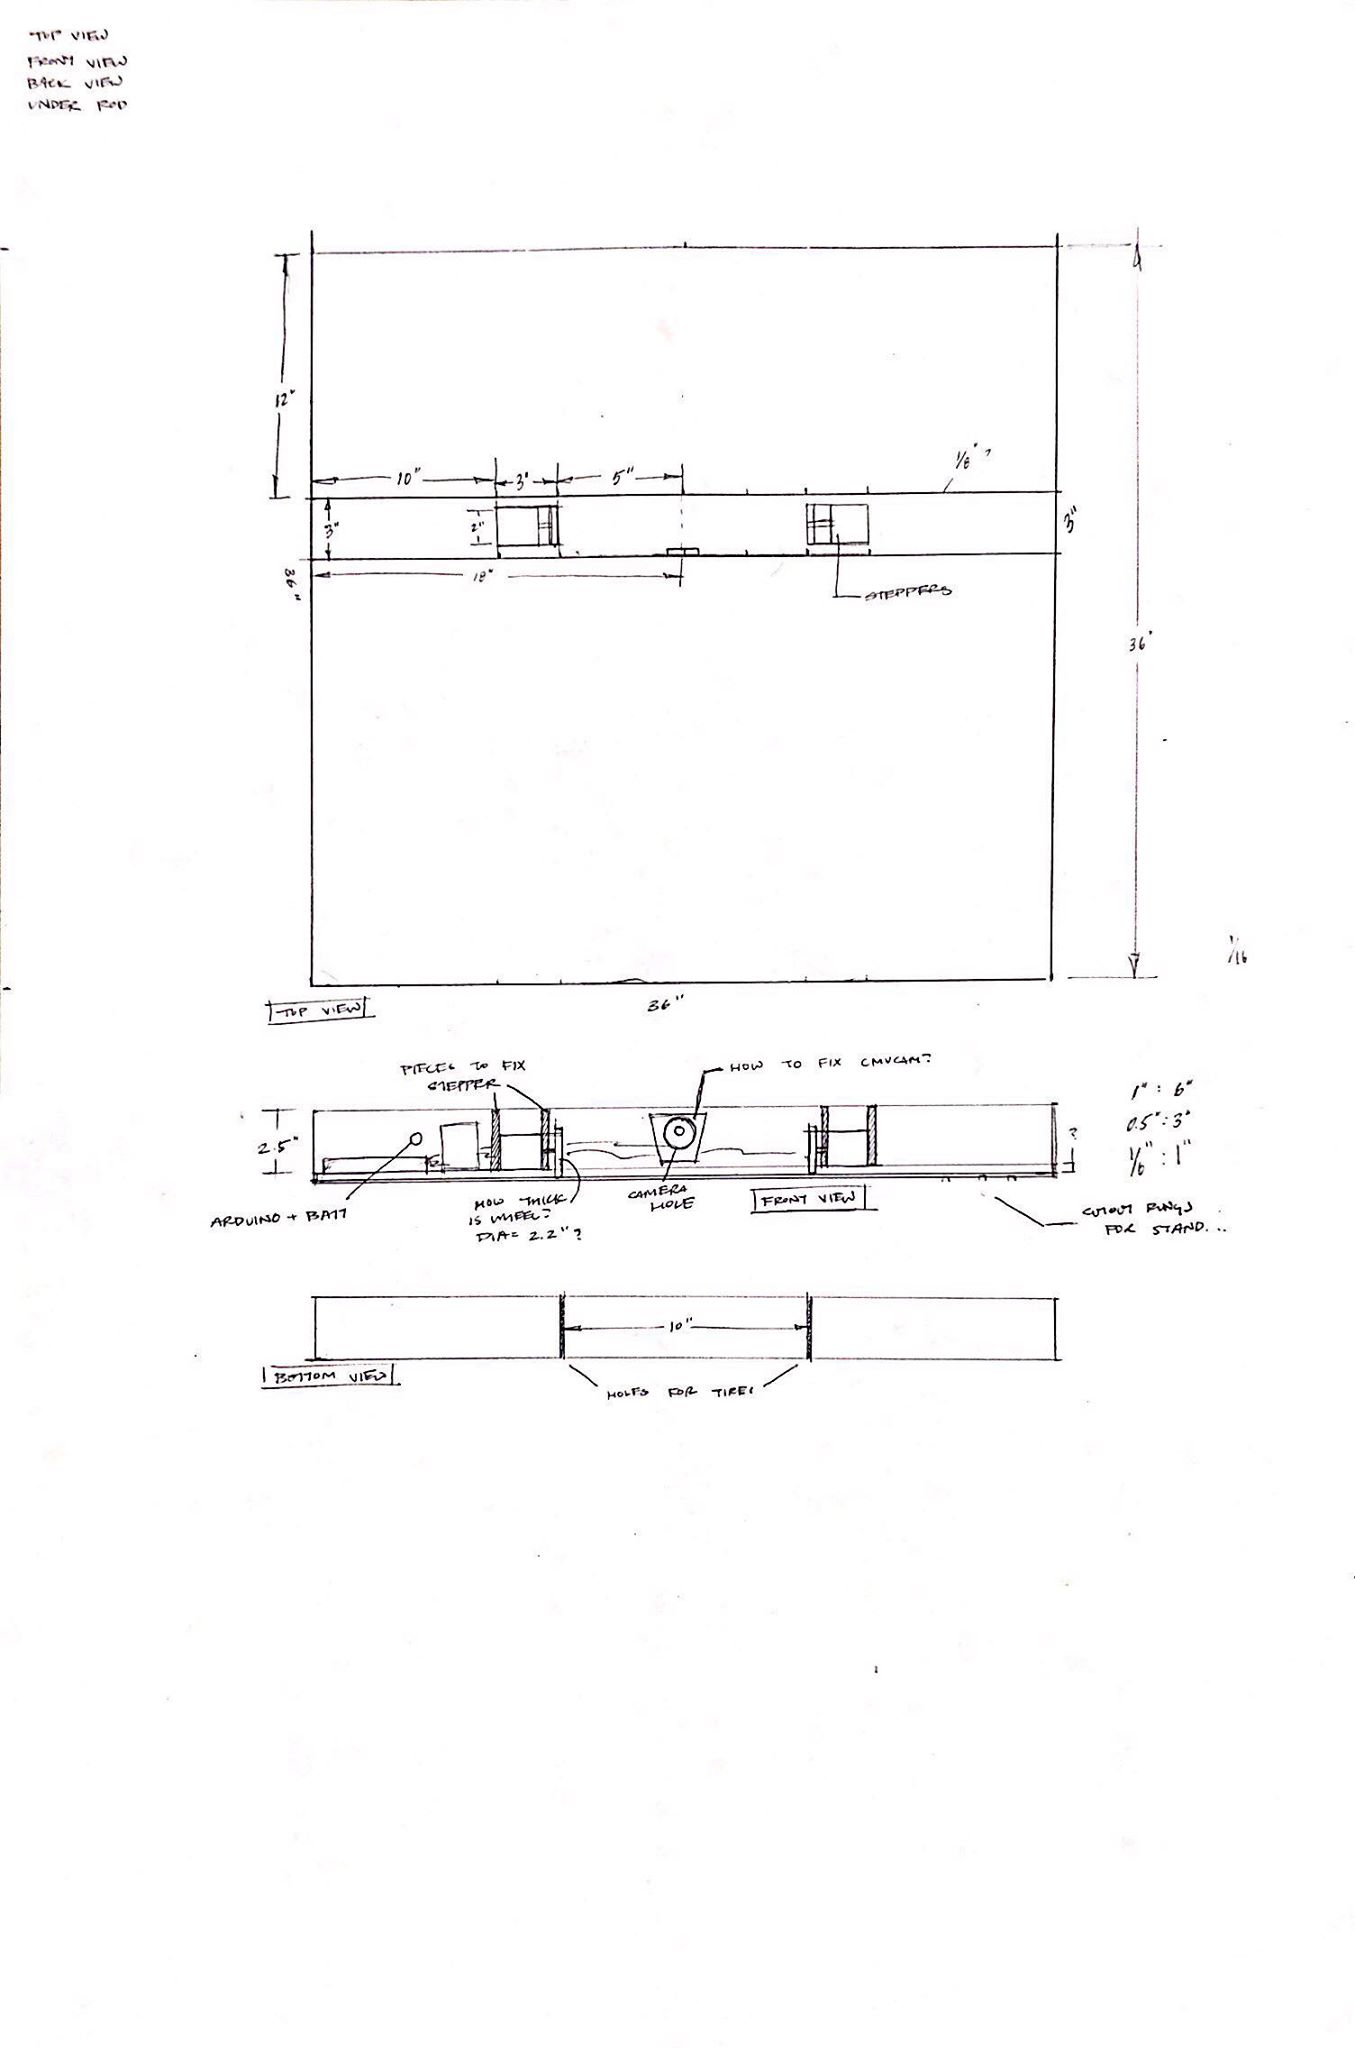 TOP VIEW
FRONT VIEW
BACK VIEW
UNDER ROD
12"
10"
3"
5"
1/8" ?
3"
2"
3"
36"
18"
STEPPERS
36"
1/16
TOP VIEW
36"
PIECES TO FIX
STEPPER
HOW TO FIX CMUCAM?
1" : 6"
0.5" : 3"
1/6" : 1"
2.5"
?
ARDUINO + BATT
HOW THICK
IS WHEEL?
DIA= 2.2"?
CAMERA
HOLE
FRONT VIEW
CUTOUT RINGS
FOR STAND...
10"
BOTTOM VIEW
HOLES FOR TIRES